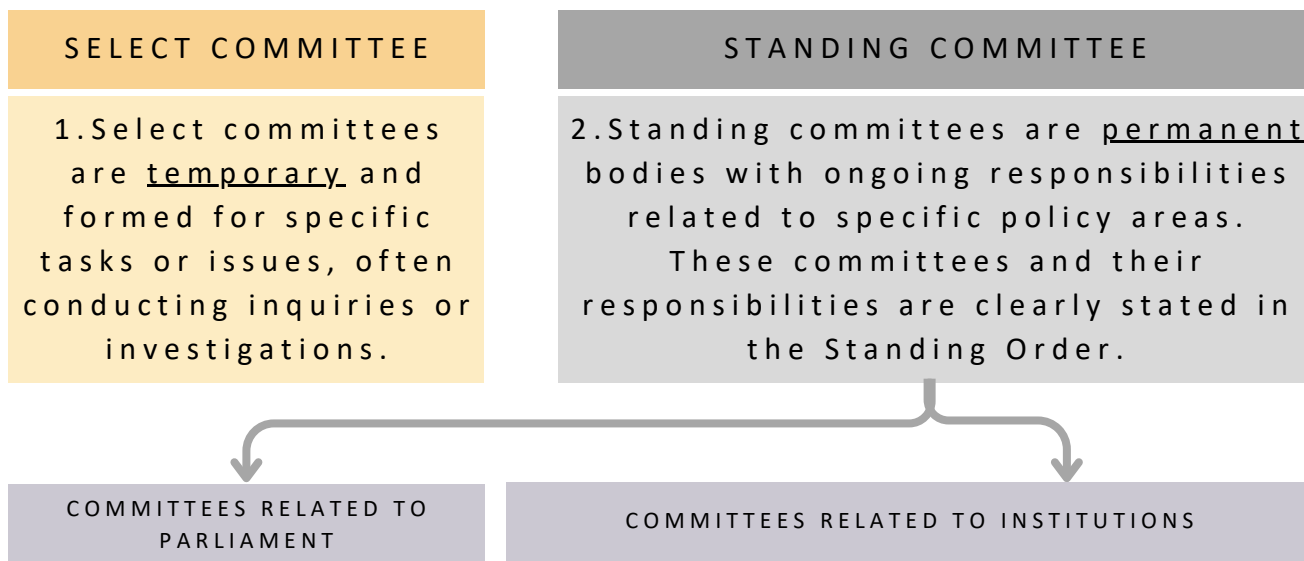 SELECT COMMITTEE
1.Select committees
are temporary and
formed for specific
tasks or issues, often
conducting inquiries or
investigations.
STANDING COMMITTEE
2.Standing committees are permanent
bodies with ongoing responsibilities
related to specific policy areas.
These committees and their
responsibilities are clearly stated in
the Standing Order.
COMMITTEES RELATED TO
PARLIAMENT
COMMITTEES RELATED TO INSTITUTIONS